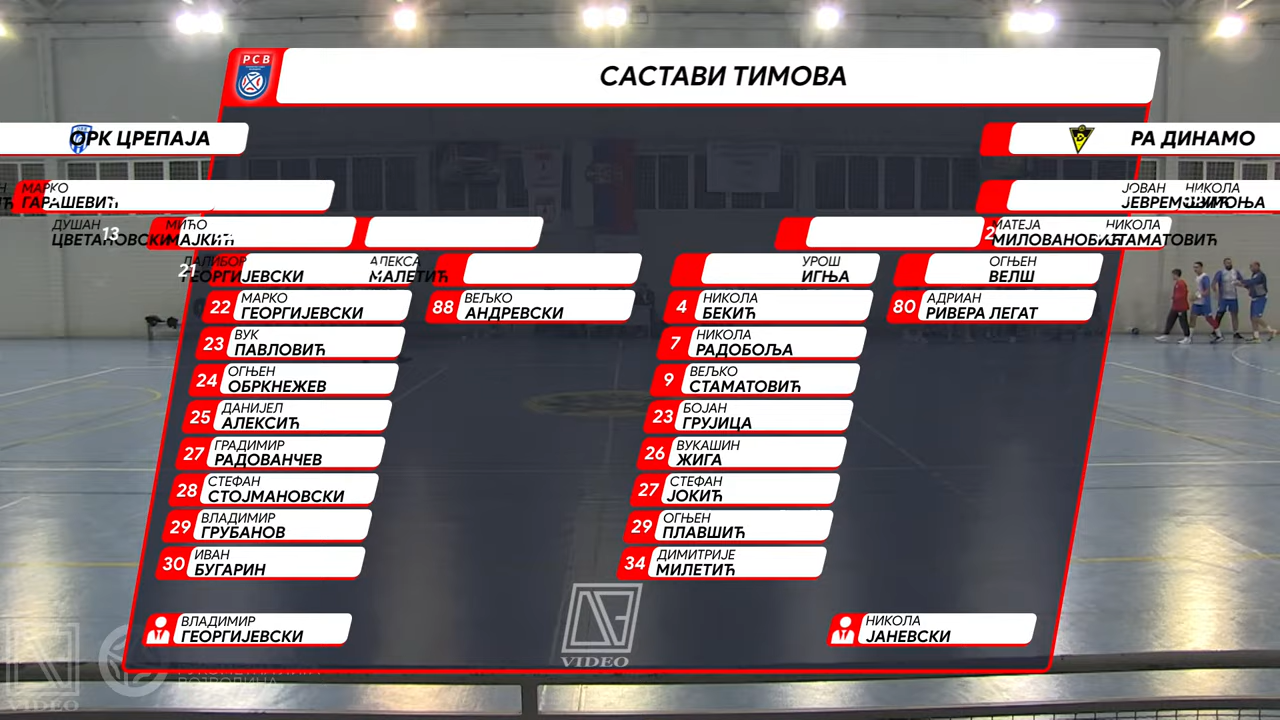 РСВ
САСТАВИ ТИМОВА
ОРК ЦРЕПАЈА
РА ДИНАМО
МАРКО
ГАРАШЕВИЋ
ЈОВАН
НИКОЛА
ДУШАН
ЦВЕТАНОВСКИ
13
МИЋО
МАЈКИЋ
МАТЕЈА
МИЛОВАНОВИЋ
НИКОЛА
СТАМАТОВИЋ
21
ДАЛИБОР
ГЕОРГИЈЕВСКИ
АЛЕКСА
МАЛЕТИЋ
УРОШ
ИГЊА
ОГЊЕН
ВЕЛШ
22
МАРКО
ГЕОРГИЈЕВСКИ
88
ВЕЉКО
АНДРЕВСКИ
4
НИКОЛА
БЕКИЋ
80
АДРИАН
РИВЕРА ЛЕГАТ
23
ВУК
ПАВЛОВИЋ
7
НИКОЛА
РАДОБОЉА
24
ОГЊЕН
ОБРКНЕЖЕВ
9
ВЕЉКО
СТАМАТОВИЋ
25
ДАНИЈЕЛ
АЛЕКСИЋ
23
БОЈАН
ГРУЈИЦА
27
ГРАДИМИР
РАДОВАНЧЕВ
26
ВУКАШИН
ЖИГА
28
СТЕФАН
СТОЈМАНОВСКИ
27
СТЕФАН
ЈОКИЋ
29
ВЛАДИМИР
ГРУБАНОВ
29
ОГЊЕН
ПЛАВШИЋ
30
ИВАН
БУГАРИН
34
ДИМИТРИЈЕ
МИЛЕТИЋ
ВЛАДИМИР
ГЕОРГИЈЕВСКИ
НИКОЛА
ЈАНЕВСКИ
VIDEO
VIDEO
ВОЈВОДИНА